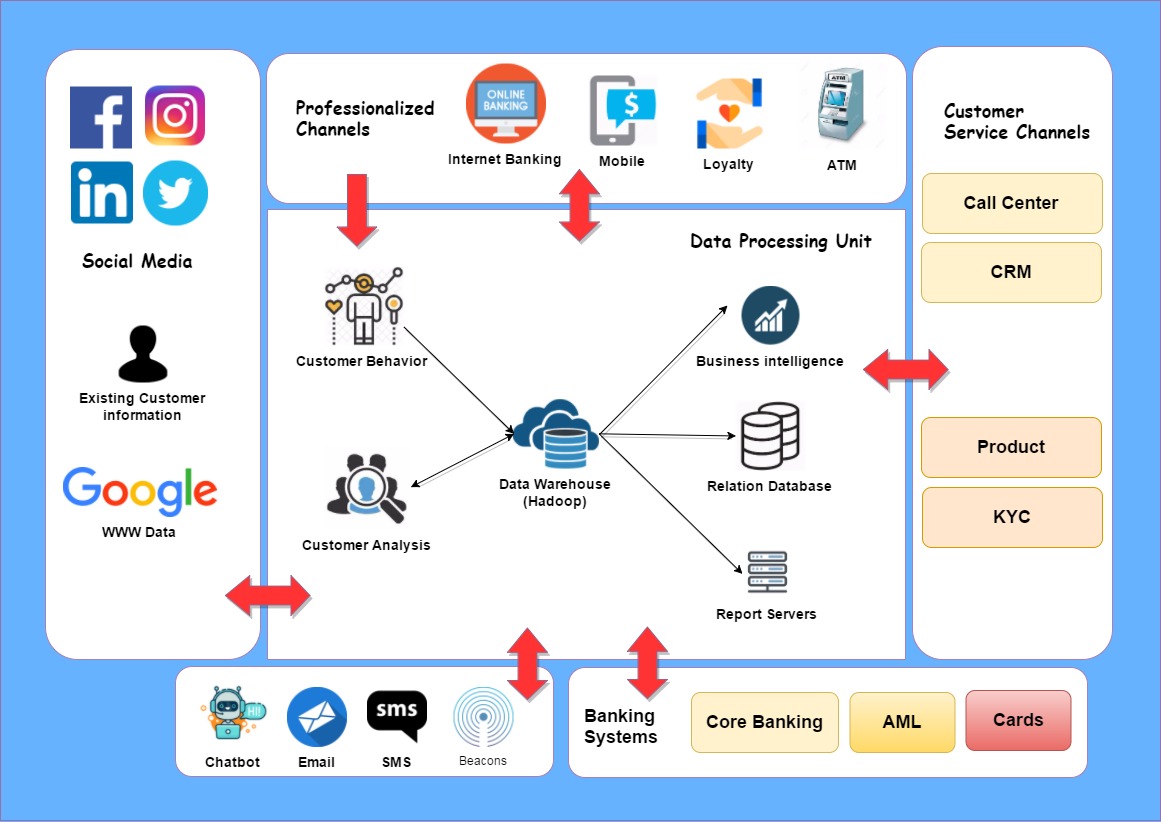 Professionalized
Channels
ONLINE
BANKING
Internet Banking
$
Mobile
Loyalty
ATM
ATM
Customer
Service Channels
Call Center
CRM
Product
KYC
f
in
Social Media
Existing Customer
information
Google
WWW Data
Data Processing Unit
Customer Behavior
Customer Analysis
Data Warehouse
(Hadoop)
Business intelligence
Relation Database
Report Servers
HI!
Chatbot
Email
sms
SMS
Beacons
Banking
Systems
Core Banking
AML
Cards